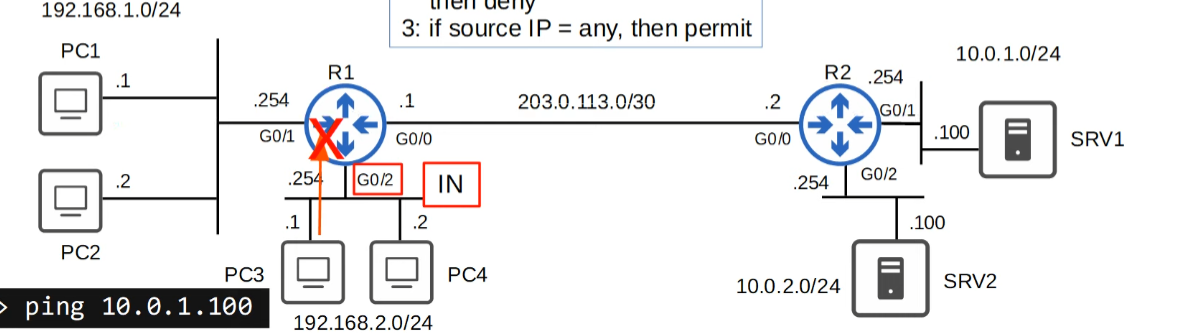 192.168.1.0/24
then deny
3: if source IP = any, then permit
PC1
.1
R1
R2
.254
10.0.1.0/24
.254
.1
203.0.113.0/30
.2
G0/1
G0/1
G0/0
G0/0
.100
SRV1
.2
.254
G0/2
IN
.254
G0/2
.1
.2
.100
PC2
PC3
PC4
10.0.2.0/24
SRV2
> ping 10.0.1.100
192.168.2.0/24